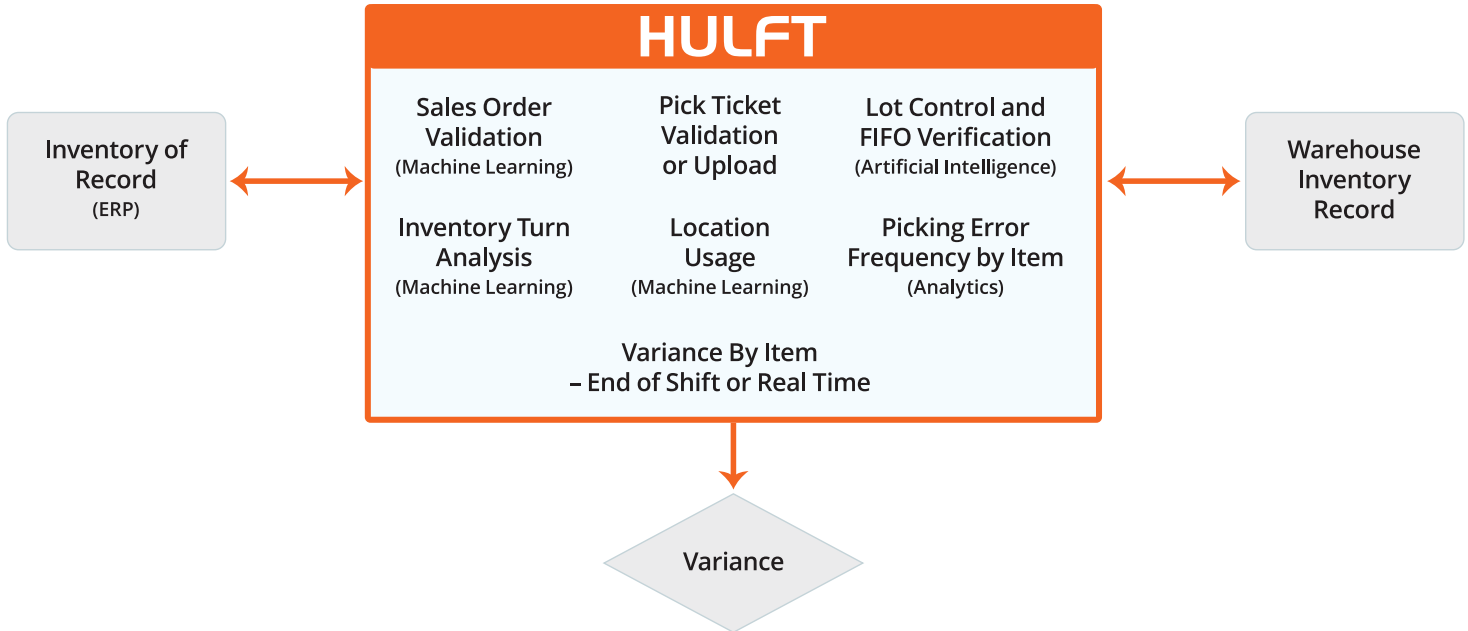 HULFT
Inventory of
Record
(ERP)
Sales Order
Validation
(Machine Learning)
Pick Ticket
Validation
or Upload
Lot Control and
FIFO Verification
(Artificial Intelligence)
Inventory Turn
Analysis
(Machine Learning)
Location
Usage
(Machine Learning)
Picking Error
Frequency by Item
(Analytics)
Variance By Item
– End of Shift or Real Time
Warehouse
Inventory
Record
Variance